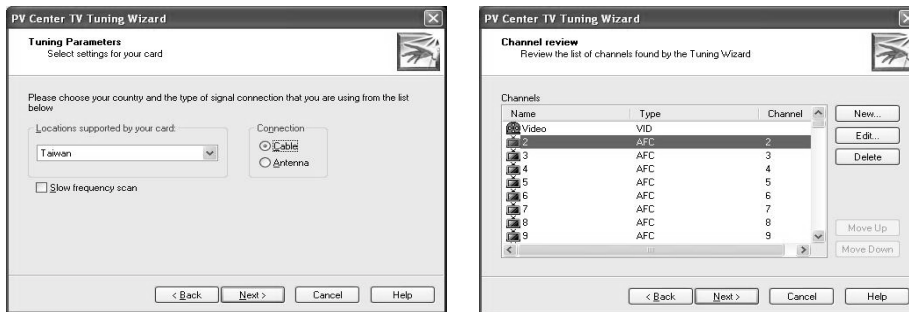 PV Center TV Tuning Wizard
Tuning Parameters
Select settings for your card
Please choose your country and the type of signal connection that you are using from the list
below
Locations supported by your card:
Taiwan
Connection
Cable
Antenna
Slow frequency scan
< Back
Next >
Cancel
Help
PV Center TV Tuning Wizard
Channel review
Review the list of channels found by the Tuning Wizard
Channels
Name Type Channel
Video VID
2 AFC 2
3 AFC 3
4 AFC 4
5 AFC 5
6 AFC 6
7 AFC 7
8 AFC 8
9 AFC 9
New...
Edit...
Delete
Move Up
Move Down
< Back
Next >
Cancel
Help